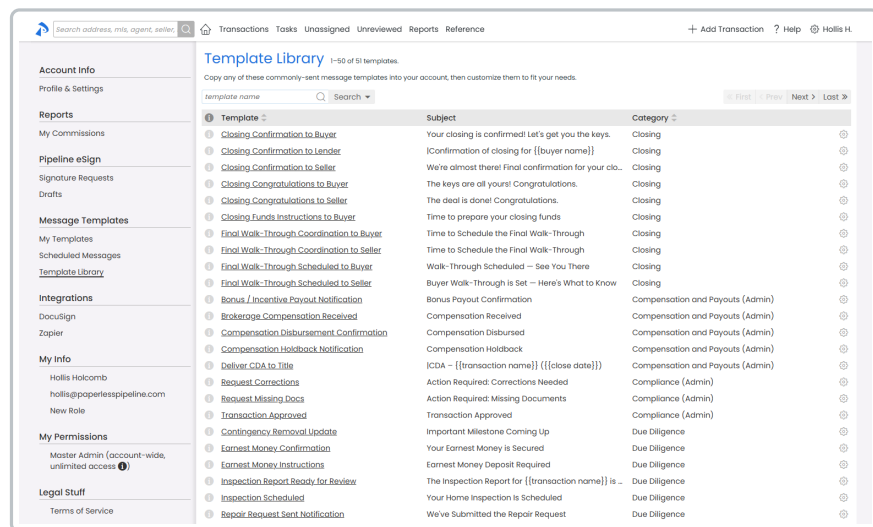 Search address, mls, agent, seller,
Transactions Tasks Unassigned Unreviewed Reports Reference
+ Add Transaction ? Help Hollis H.
Account Info
Profile & Settings
Reports
My Commissions
Pipeline eSign
Signature Requests
Drafts
Message Templates
My Templates
Scheduled Messages
Template Library
Integrations
DocuSign
Zapier
My Info
Hollis Holcomb
hollis@paperlesspipeline.com
New Role
My Permissions
Master Admin (account-wide,
unlimited access i)
Legal Stuff
Terms of Service
Template Library 1-50 of 51 templates.
Copy any of these commonly-sent message templates into your account, then customize them to fit your needs.
template name Search
« First ‹ Prev Next > Last »
Template Subject Category
Closing Confirmation to Buyer Your closing is confirmed! Let's get you the keys. Closing
Closing Confirmation to Lender |Confirmation of closing for {{buyer name}} Closing
Closing Confirmation to Seller We're almost there! Final confirmation for your clo... Closing
Closing Congratulations to Buyer The keys are all yours! Congratulations. Closing
Closing Congratulations to Seller The deal is done! Congratulations. Closing
Closing Funds Instructions to Buyer Time to prepare your closing funds Closing
Final Walk-Through Coordination to Buyer Time to Schedule the Final Walk-Through Closing
Final Walk-Through Coordination to Seller Time to Schedule the Final Walk-Through Closing
Final Walk-Through Scheduled to Buyer Walk-Through Scheduled — See You There Closing
Final Walk-Through Scheduled to Seller Buyer Walk-Through is Set — Here's What to Know Closing
Bonus / Incentive Payout Notification Bonus Payout Confirmation Compensation and Payouts (Admin)
Brokerage Compensation Received Compensation Received Compensation and Payouts (Admin)
Compensation Disbursement Confirmation Compensation Disbursed Compensation and Payouts (Admin)
Compensation Holdback Notification Compensation Holdback Compensation and Payouts (Admin)
Deliver CDA to Title |CDA – {{transaction name}} ({{close date}}) Compensation and Payouts (Admin)
Request Corrections Action Required: Corrections Needed Compliance (Admin)
Request Missing Docs Action Required: Missing Documents Compliance (Admin)
Transaction Approved Transaction Approved Compliance (Admin)
Contingency Removal Update Important Milestone Coming Up Due Diligence
Earnest Money Confirmation Your Earnest Money is Secured Due Diligence
Earnest Money Instructions Earnest Money Deposit Required Due Diligence
Inspection Report Ready for Review The Inspection Report for {{transaction name}} is ... Due Diligence
Inspection Scheduled Your Home Inspection Is Scheduled Due Diligence
Repair Request Sent Notification We've Submitted the Repair Request Due Diligence